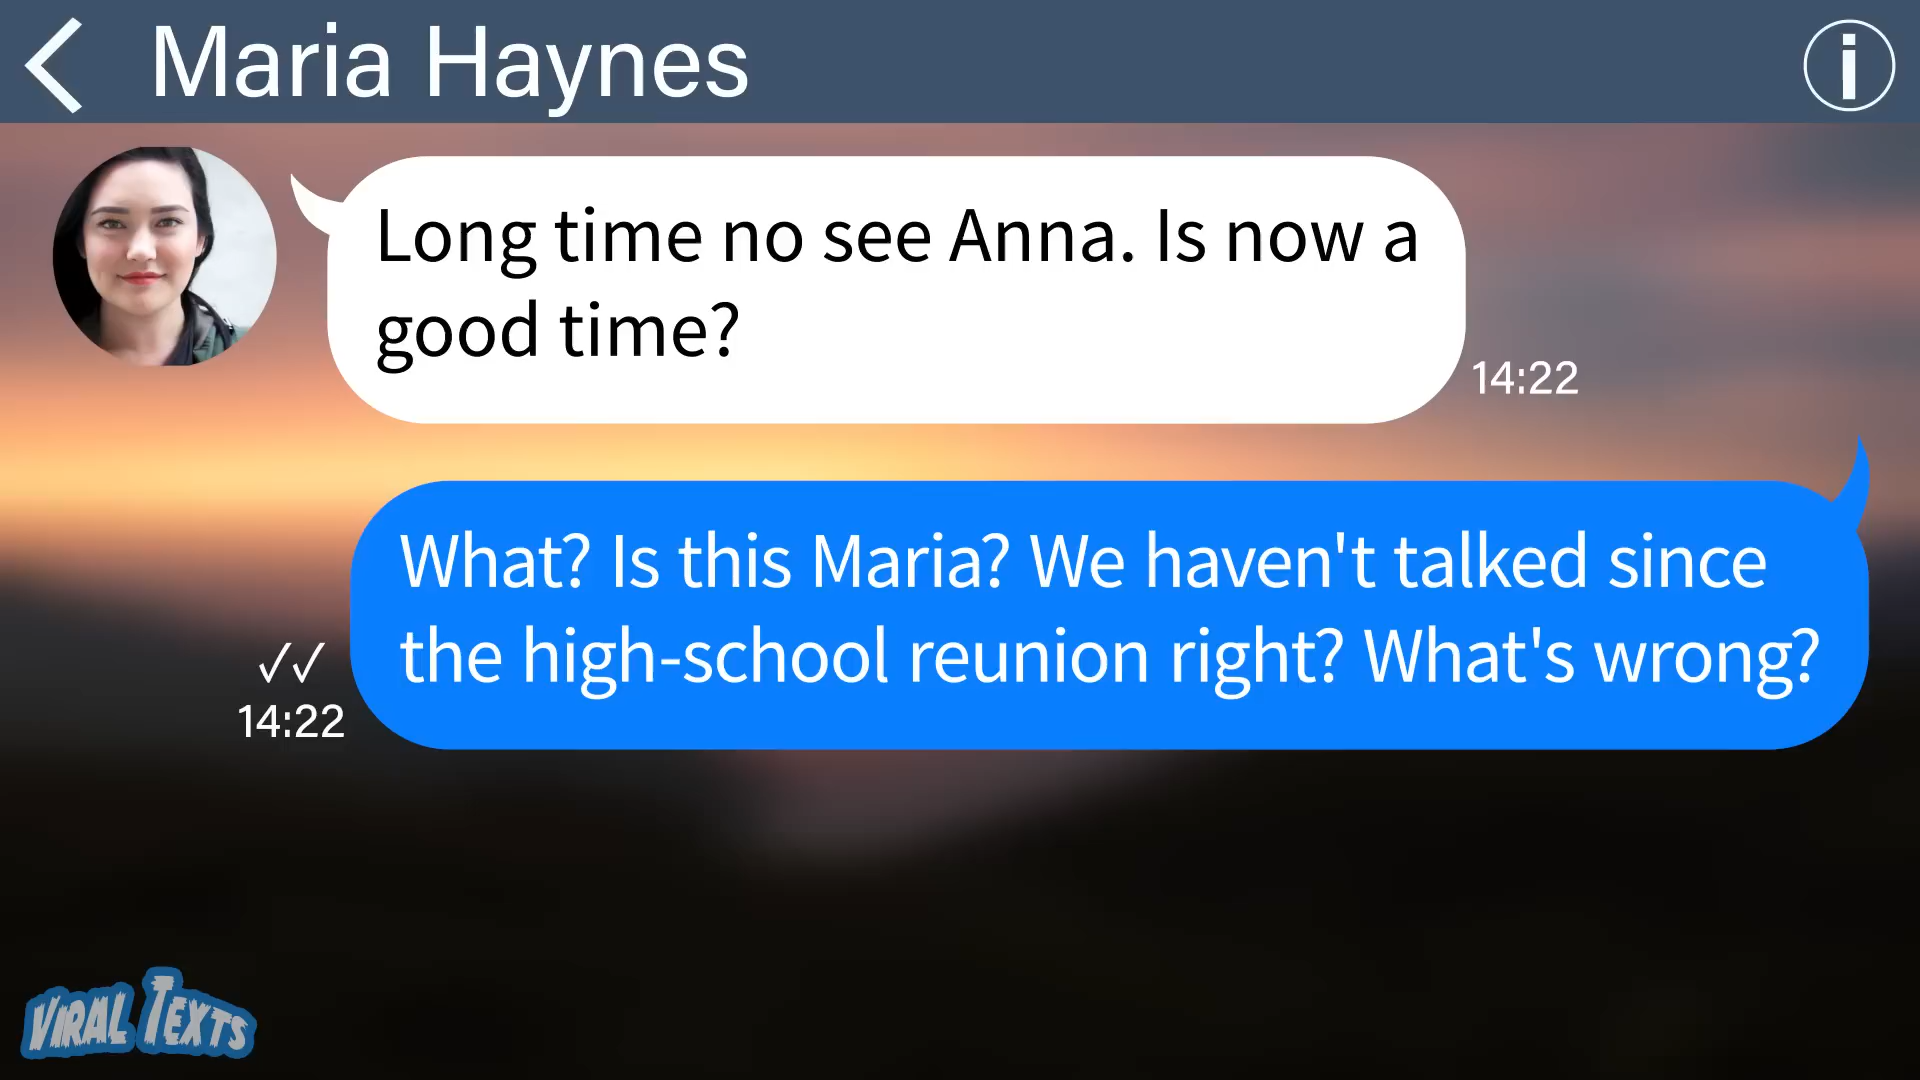 Maria Haynes
Long time no see Anna. Is now a
good time?
14:22
What? Is this Maria? We haven't talked since
the high-school reunion right? What's wrong?
✓✓
14:22
VIRAL TEXTS